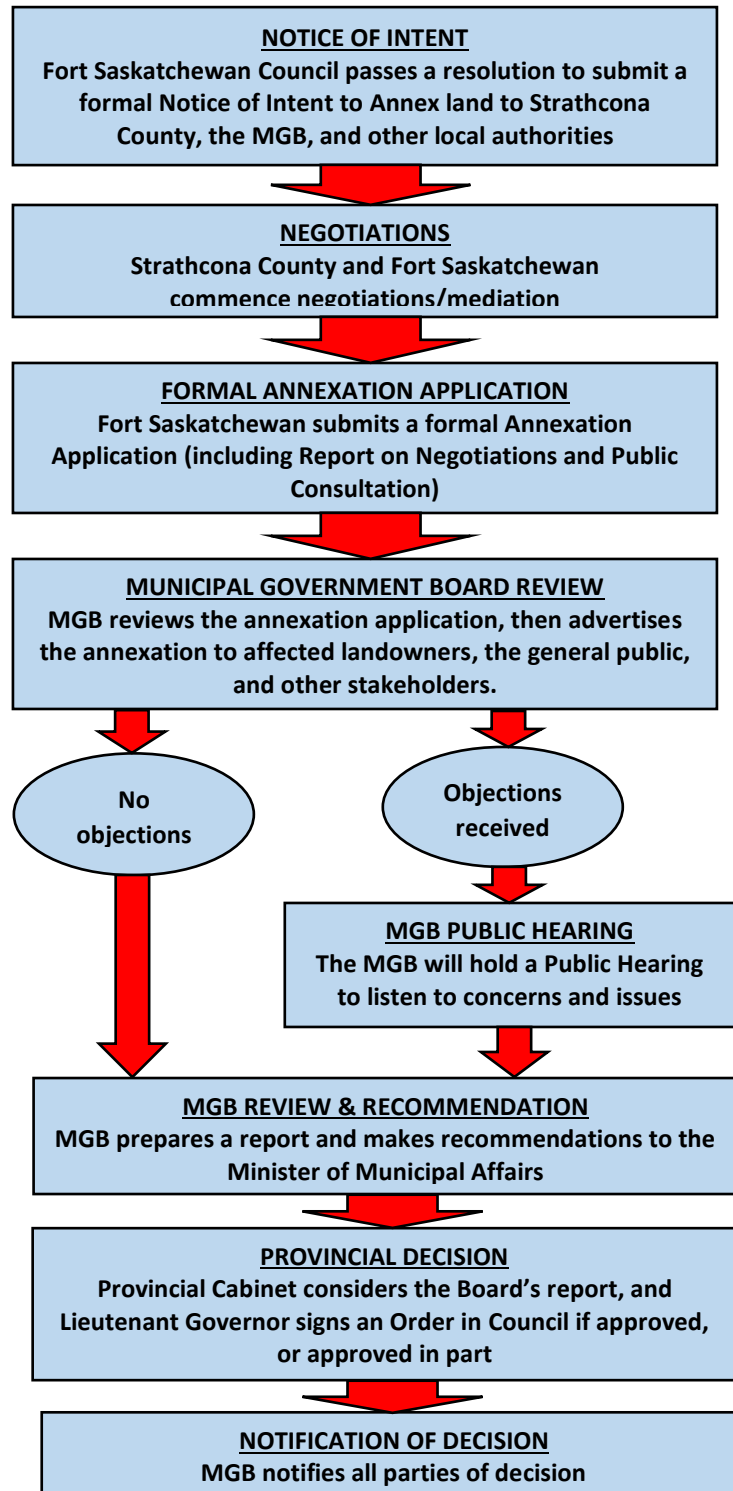 NOTICE OF INTENT
Fort Saskatchewan Council passes a resolution to submit a
formal Notice of Intent to Annex land to Strathcona
County, the MGB, and other local authorities
NEGOTIATIONS
Strathcona County and Fort Saskatchewan
commence negotiations/mediation
FORMAL ANNEXATION APPLICATION
Fort Saskatchewan submits a formal Annexation
Application (including Report on Negotiations and Public
Consultation)
MUNICIPAL GOVERNMENT BOARD REVIEW
MGB reviews the annexation application, then advertises
the annexation to affected landowners, the general public,
and other stakeholders.
No
objections
Objections
received
MGB PUBLIC HEARING
The MGB will hold a Public Hearing
to listen to concerns and issues
MGB REVIEW & RECOMMENDATION
MGB prepares a report and makes recommendations to the
Minister of Municipal Affairs
PROVINCIAL DECISION
Provincial Cabinet considers the Board’s report, and
Lieutenant Governor signs an Order in Council if approved,
or approved in part
NOTIFICATION OF DECISION
MGB notifies all parties of decision